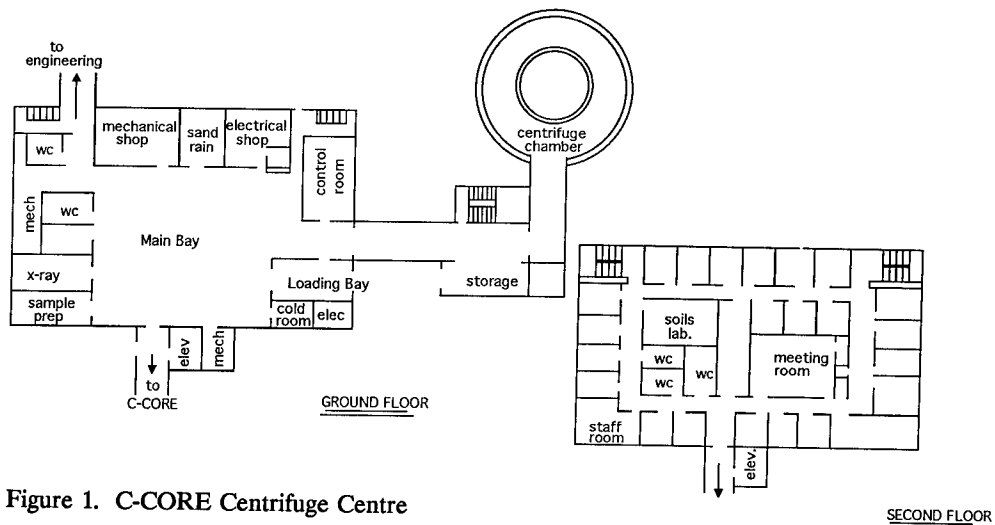 to
engineering
mechanical
shop
sand
rain
electrical
shop
wc
control
room
centrifuge
chamber
mech
wc
Main Bay
x-ray
Loading Bay
storage
sample
prep
cold
room
elec
elev
mech
to
C-CORE
GROUND FLOOR
soils
lab.
wc
wc
wc
meeting
room
staff
room
elev.
Figure 1. C-CORE Centrifuge Centre
SECOND FLOOR